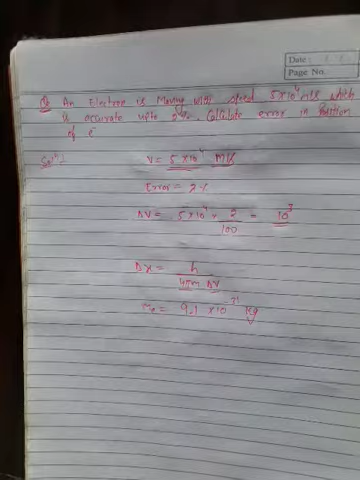 Date :
Page No.
Q An Electron is Moving with speed 5×10⁴ m/s which
is accurate upto 2%. Calculate error in Position
of e⁻
Soln:-
V = 5×10⁴ m/s
Error = 2%
ΔV = 5×10⁴ × 2/100 = 10³
Δx = h/4πm ΔV
me = 9.1 ×10⁻³¹ kg